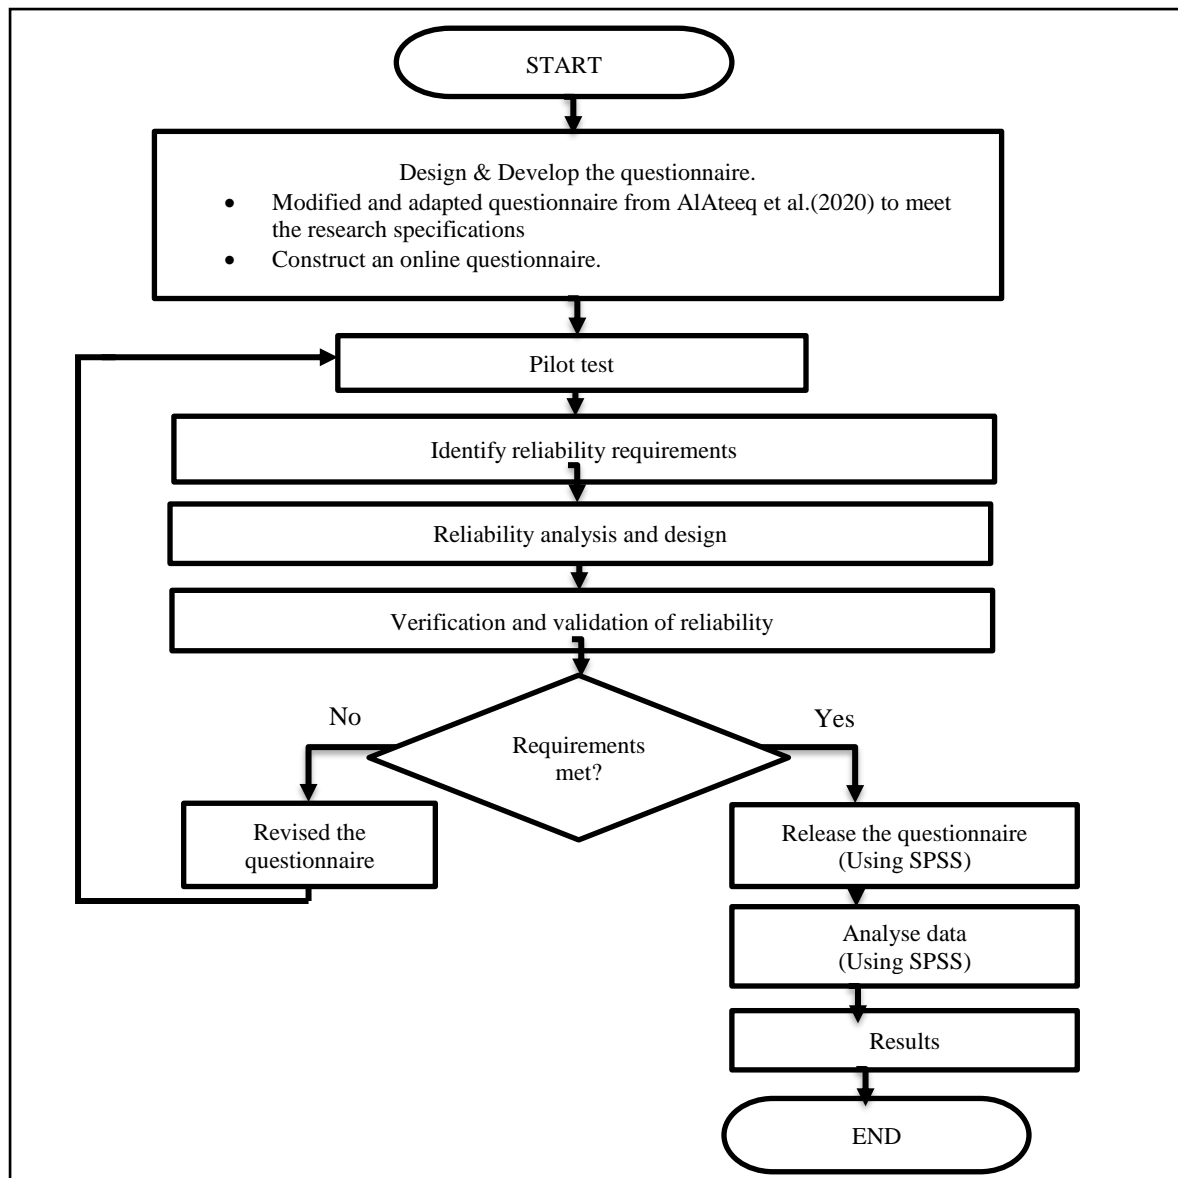 START
Design & Develop the questionnaire.
• Modified and adapted questionnaire from AlAteeq et al.(2020) to meet
the research specifications
• Construct an online questionnaire.
Pilot test
Identify reliability requirements
Reliability analysis and design
Verification and validation of reliability
No
Yes
Requirements
met?
Revised the
questionnaire
Release the questionnaire
(Using SPSS)
Analyse data
(Using SPSS)
Results
END